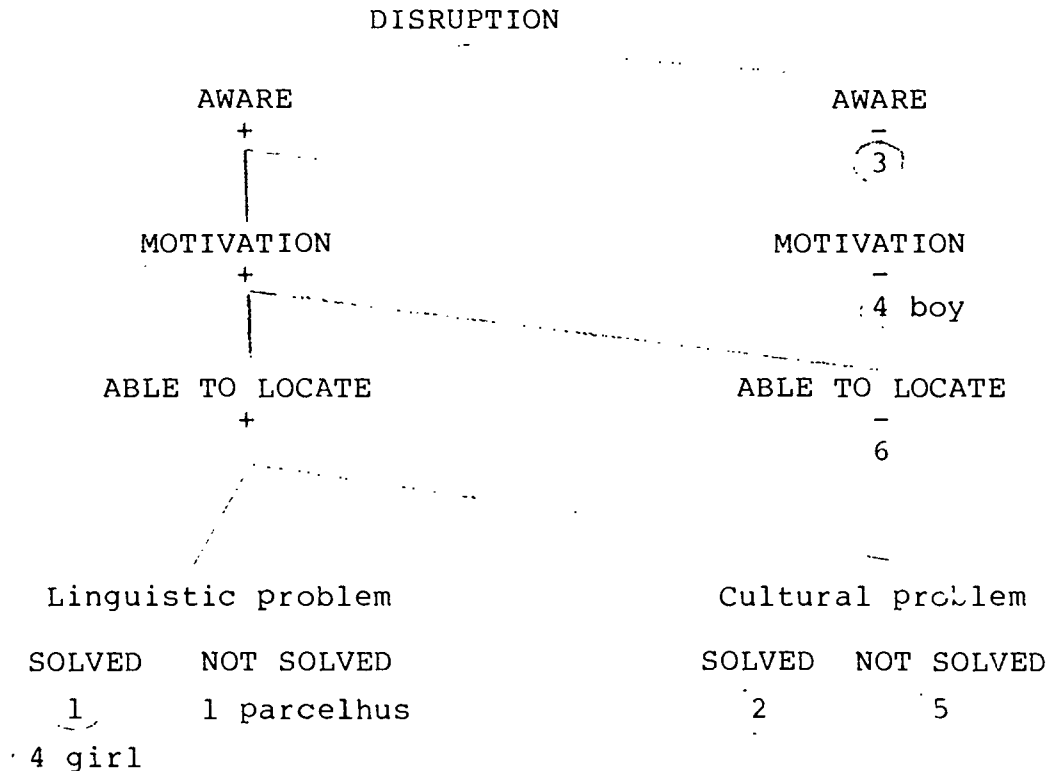 DISRUPTION
AWARE AWARE
+ −
3
MOTIVATION MOTIVATION
+ −
4 boy
ABLE TO LOCATE ABLE TO LOCATE
+ −
6
Linguistic problem Cultural problem
SOLVED NOT SOLVED SOLVED NOT SOLVED
1 1 parcelhus 2 5
4 girl